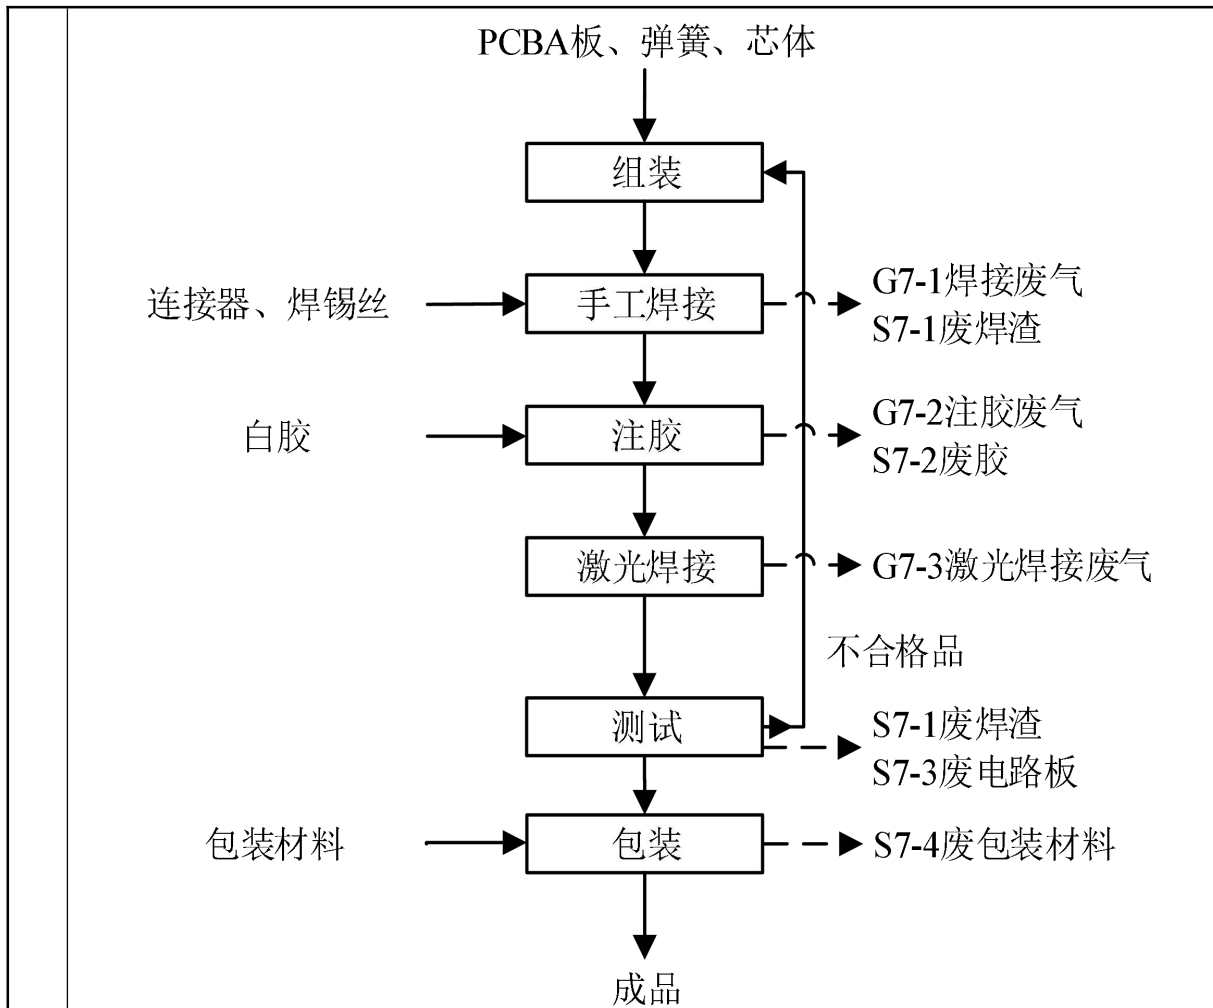 PCBA板、弹簧、芯体
组装
连接器、焊锡丝
手工焊接
G7-1焊接废气
S7-1废焊渣
白胶
注胶
G7-2注胶废气
S7-2废胶
激光焊接
G7-3激光焊接废气
不合格品
测试
S7-1废焊渣
S7-3废电路板
包装材料
包装
S7-4废包装材料
成品